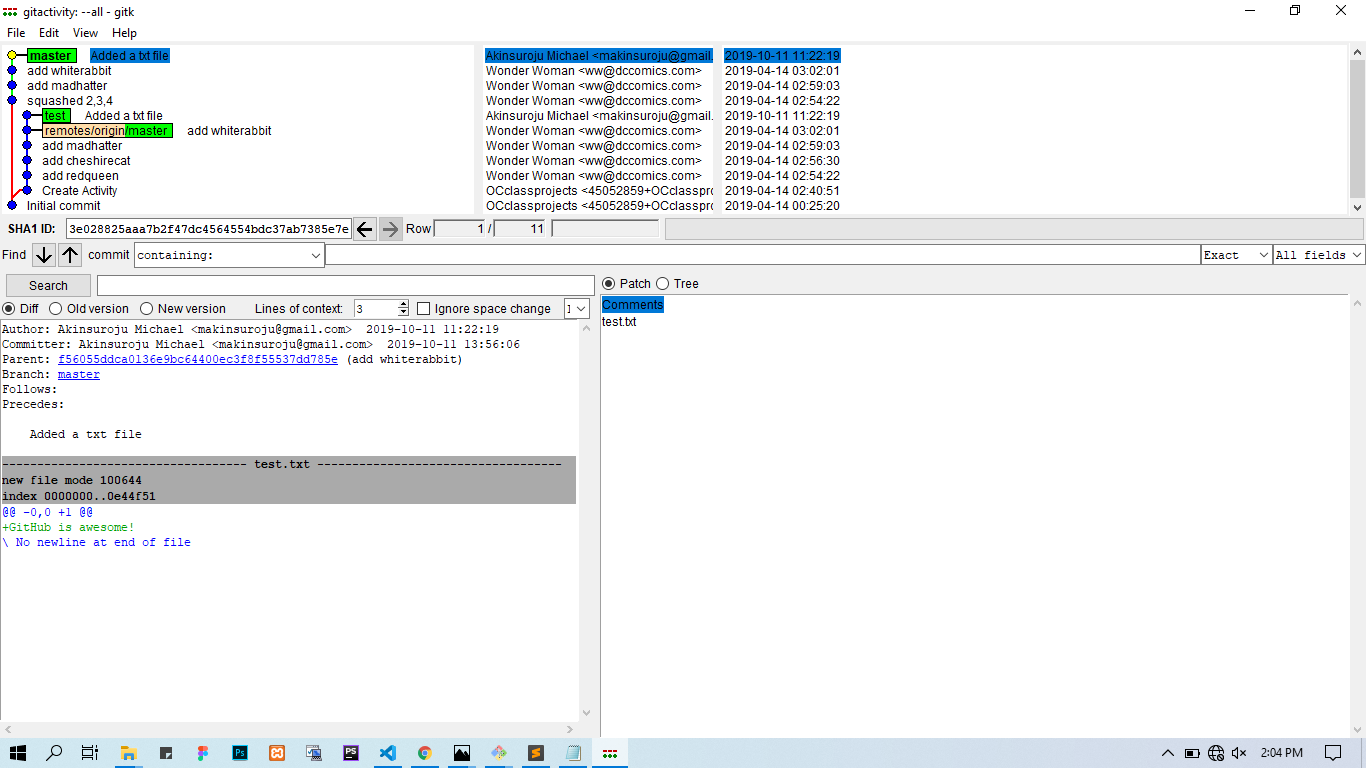 gitactivity: --all - gitk
File Edit View Help
master Added a txt file Akinsuroju Michael <makinsuroju@gmail. 2019-10-11 11:22:19
add whiterabbit Wonder Woman <ww@dccomics.com> 2019-04-14 03:02:01
add madhatter Wonder Woman <ww@dccomics.com> 2019-04-14 02:59:03
squashed 2,3,4 Wonder Woman <ww@dccomics.com> 2019-04-14 02:54:22
test Added a txt file Akinsuroju Michael <makinsuroju@gmail. 2019-10-11 11:22:19
remotes/origin/master add whiterabbit Wonder Woman <ww@dccomics.com> 2019-04-14 03:02:01
add madhatter Wonder Woman <ww@dccomics.com> 2019-04-14 02:59:03
add cheshirecat Wonder Woman <ww@dccomics.com> 2019-04-14 02:56:30
add redqueen Wonder Woman <ww@dccomics.com> 2019-04-14 02:54:22
Create Activity OCclassprojects <45052859+OCclasspro 2019-04-14 02:40:51
Initial commit OCclassprojects <45052859+OCclasspro 2019-04-14 00:25:20
SHA1 ID: 3e028825aaa7b2f47dc4564554bdc37ab7385e7e Row 1 / 11
Find commit containing: Exact All fields
Search
Patch Tree
Diff Old version New version Lines of context: 3 Ignore space change
Comments
test.txt
Author: Akinsuroju Michael <makinsuroju@gmail.com> 2019-10-11 11:22:19
Committer: Akinsuroju Michael <makinsuroju@gmail.com> 2019-10-11 13:56:06
Parent: f56055ddca0136e9bc64400ec3f8f55537dd785e (add whiterabbit)
Branch: master
Follows:
Precedes:
Added a txt file
----------------------------------- test.txt -----------------------------------
new file mode 100644
index 0000000..0e44f51
@@ -0,0 +1 @@
+GitHub is awesome!
\ No newline at end of file
Ps
PS
2:04 PM